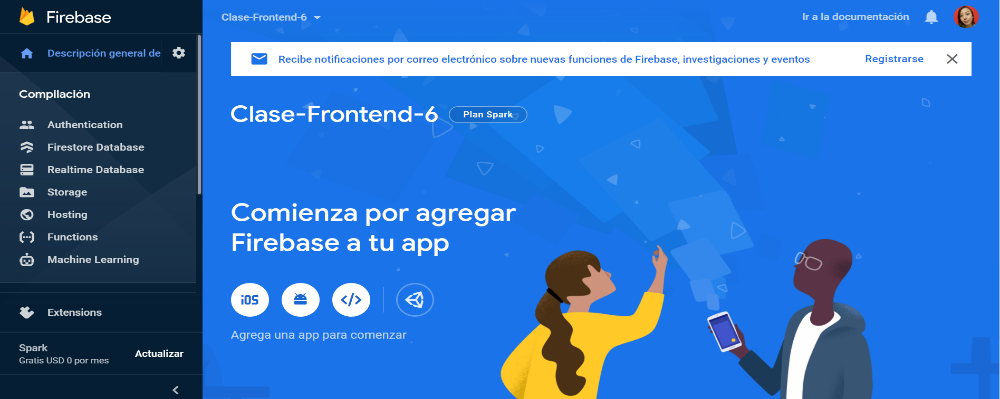 Firebase
Descripción general de
Compilación
Authentication
Firestore Database
Realtime Database
Storage
Hosting
Functions
Machine Learning
Extensions
Spark
Gratis USD 0 por mes
Actualizar
Clase-Frontend-6
Ir a la documentación
Recibe notificaciones por correo electrónico sobre nuevas funciones de Firebase, investigaciones y eventos
Registrarse
Clase-Frontend-6
Plan Spark
Comienza por agregar
Firebase a tu app
iOS
Agrega una app para comenzar